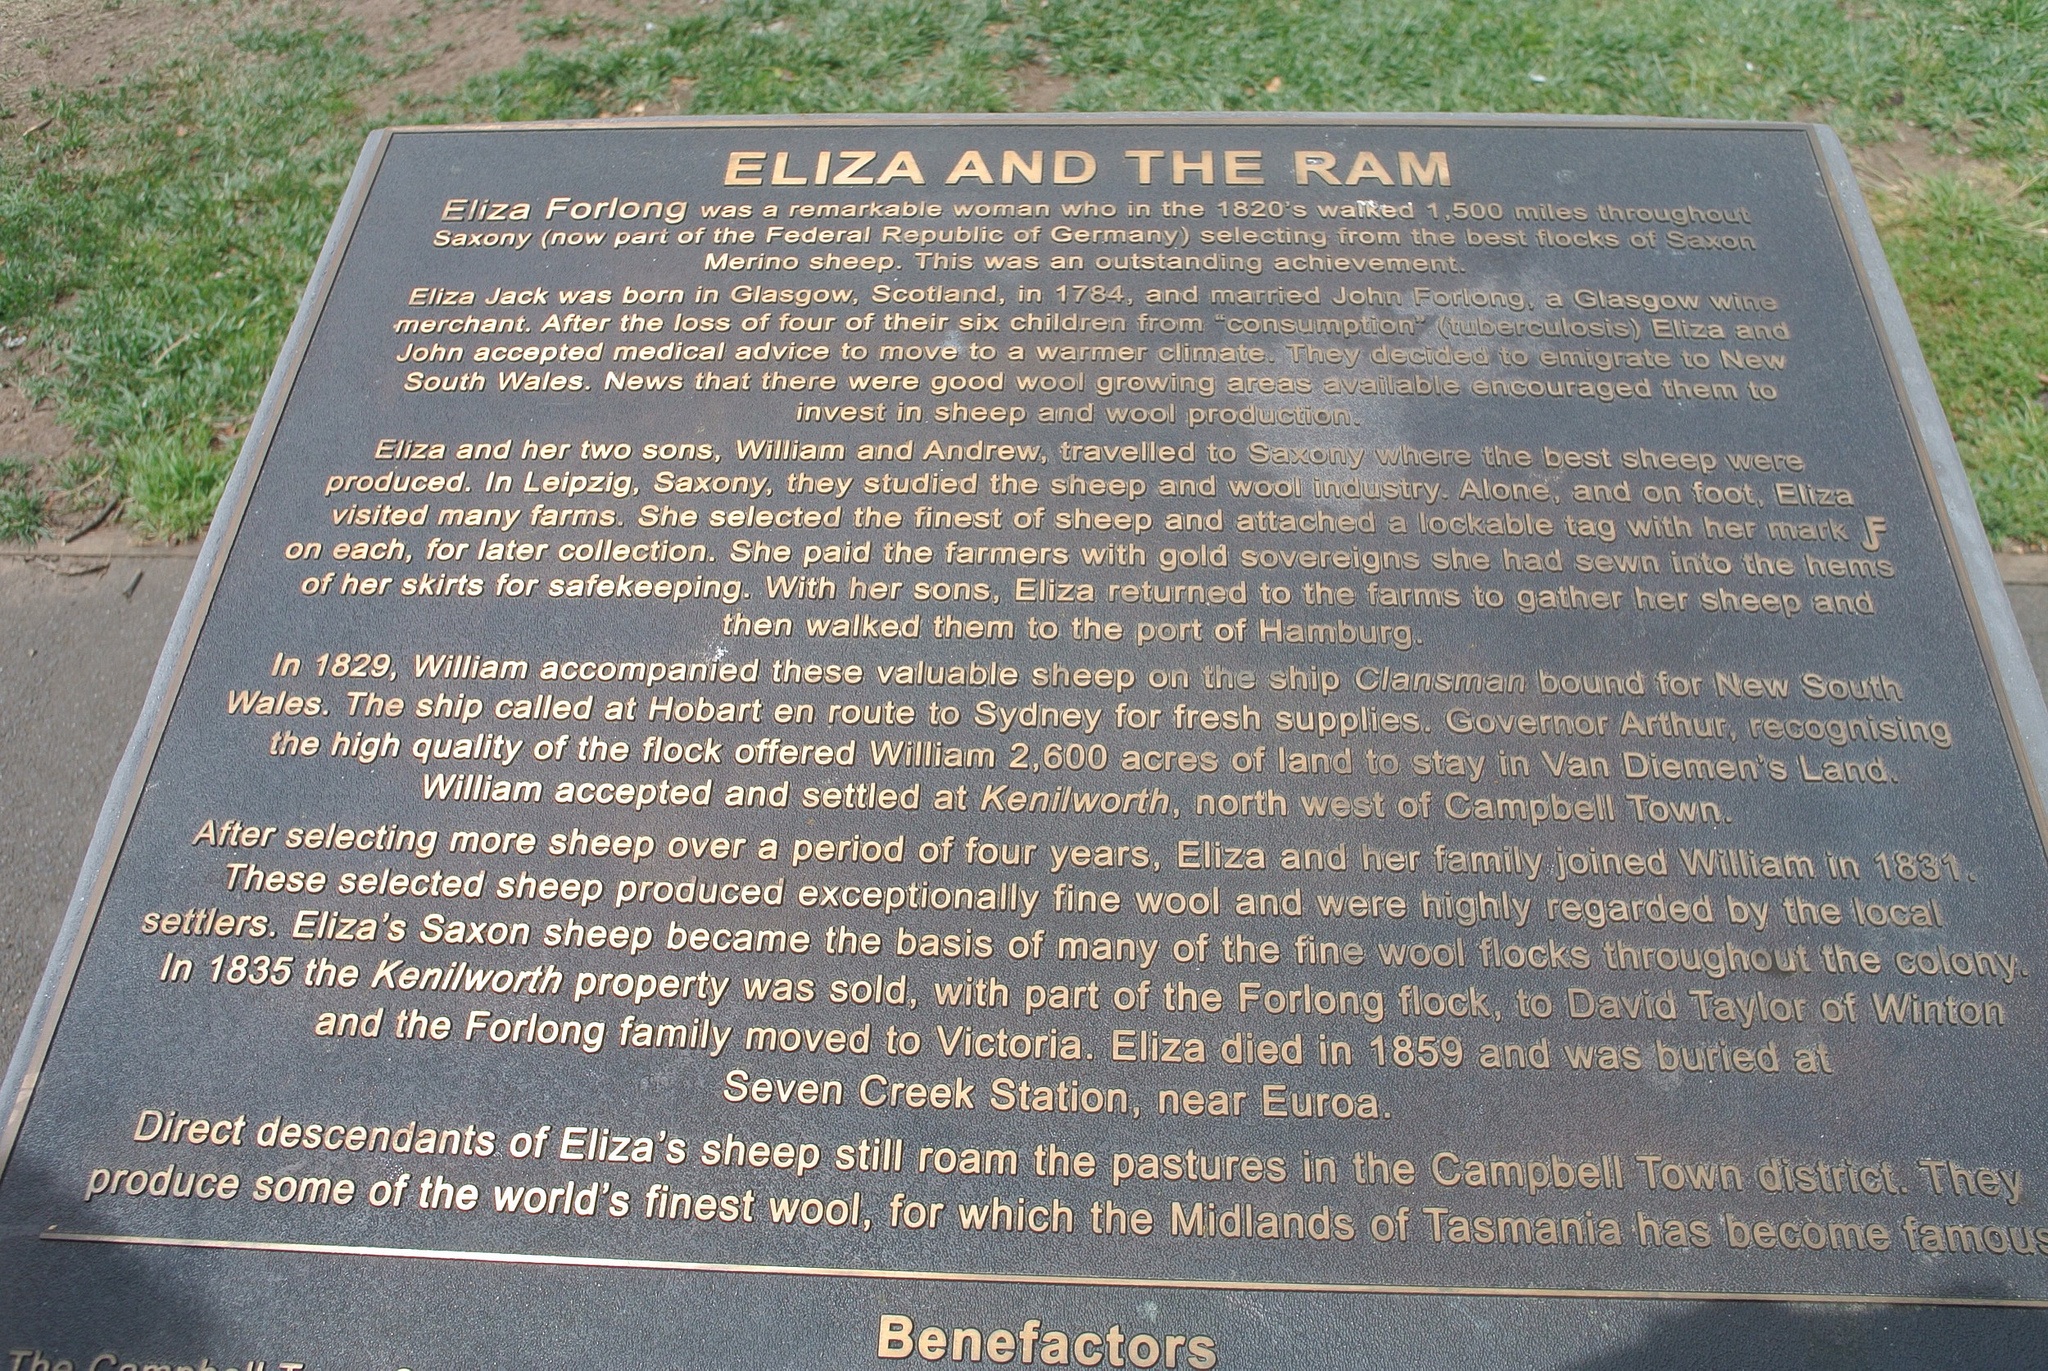 ELIZA AND THE RAM
Eliza Forlong was a remarkable woman who in the 1820's walked 1,500 miles throughout
Saxony (now part of the Federal Republic of Germany) selecting from the best flocks of Saxon
Merino sheep. This was an outstanding achievement.
Eliza Jack was born in Glasgow, Scotland, in 1784, and married John Forlong, a Glasgow wine
merchant. After the loss of four of their six children from "consumption" (tuberculosis) Eliza and
John accepted medical advice to move to a warmer climate. They decided to emigrate to New
South Wales. News that there were good wool growing areas available encouraged them to
invest in sheep and wool production.
Eliza and her two sons, William and Andrew, travelled to Saxony where the best sheep were
produced. In Leipzig, Saxony, they studied the sheep and wool industry. Alone, and on foot, Eliza
visited many farms. She selected the finest of sheep and attached a lockable tag with her mark F
on each, for later collection. She paid the farmers with gold sovereigns she had sewn into the hems
of her skirts for safekeeping. With her sons, Eliza returned to the farms to gather her sheep and
then walked them to the port of Hamburg.
In 1829, William accompanied these valuable sheep on the ship Clansman bound for New South
Wales. The ship called at Hobart en route to Sydney for fresh supplies. Governor Arthur, recognising
the high quality of the flock offered William 2,600 acres of land to stay in Van Diemen's Land.
William accepted and settled at Kenilworth, north west of Campbell Town.
After selecting more sheep over a period of four years, Eliza and her family joined William in 1831.
These selected sheep produced exceptionally fine wool and were highly regarded by the local
settlers. Eliza's Saxon sheep became the basis of many of the fine wool flocks throughout the colony.
In 1835 the Kenilworth property was sold, with part of the Forlong flock, to David Taylor of Winton
and the Forlong family moved to Victoria. Eliza died in 1859 and was buried at
Seven Creek Station, near Euroa.
Direct descendants of Eliza's sheep still roam the pastures in the Campbell Town district. They
produce some of the world's finest wool, for which the Midlands of Tasmania has become famous
Benefactors
The Campbell